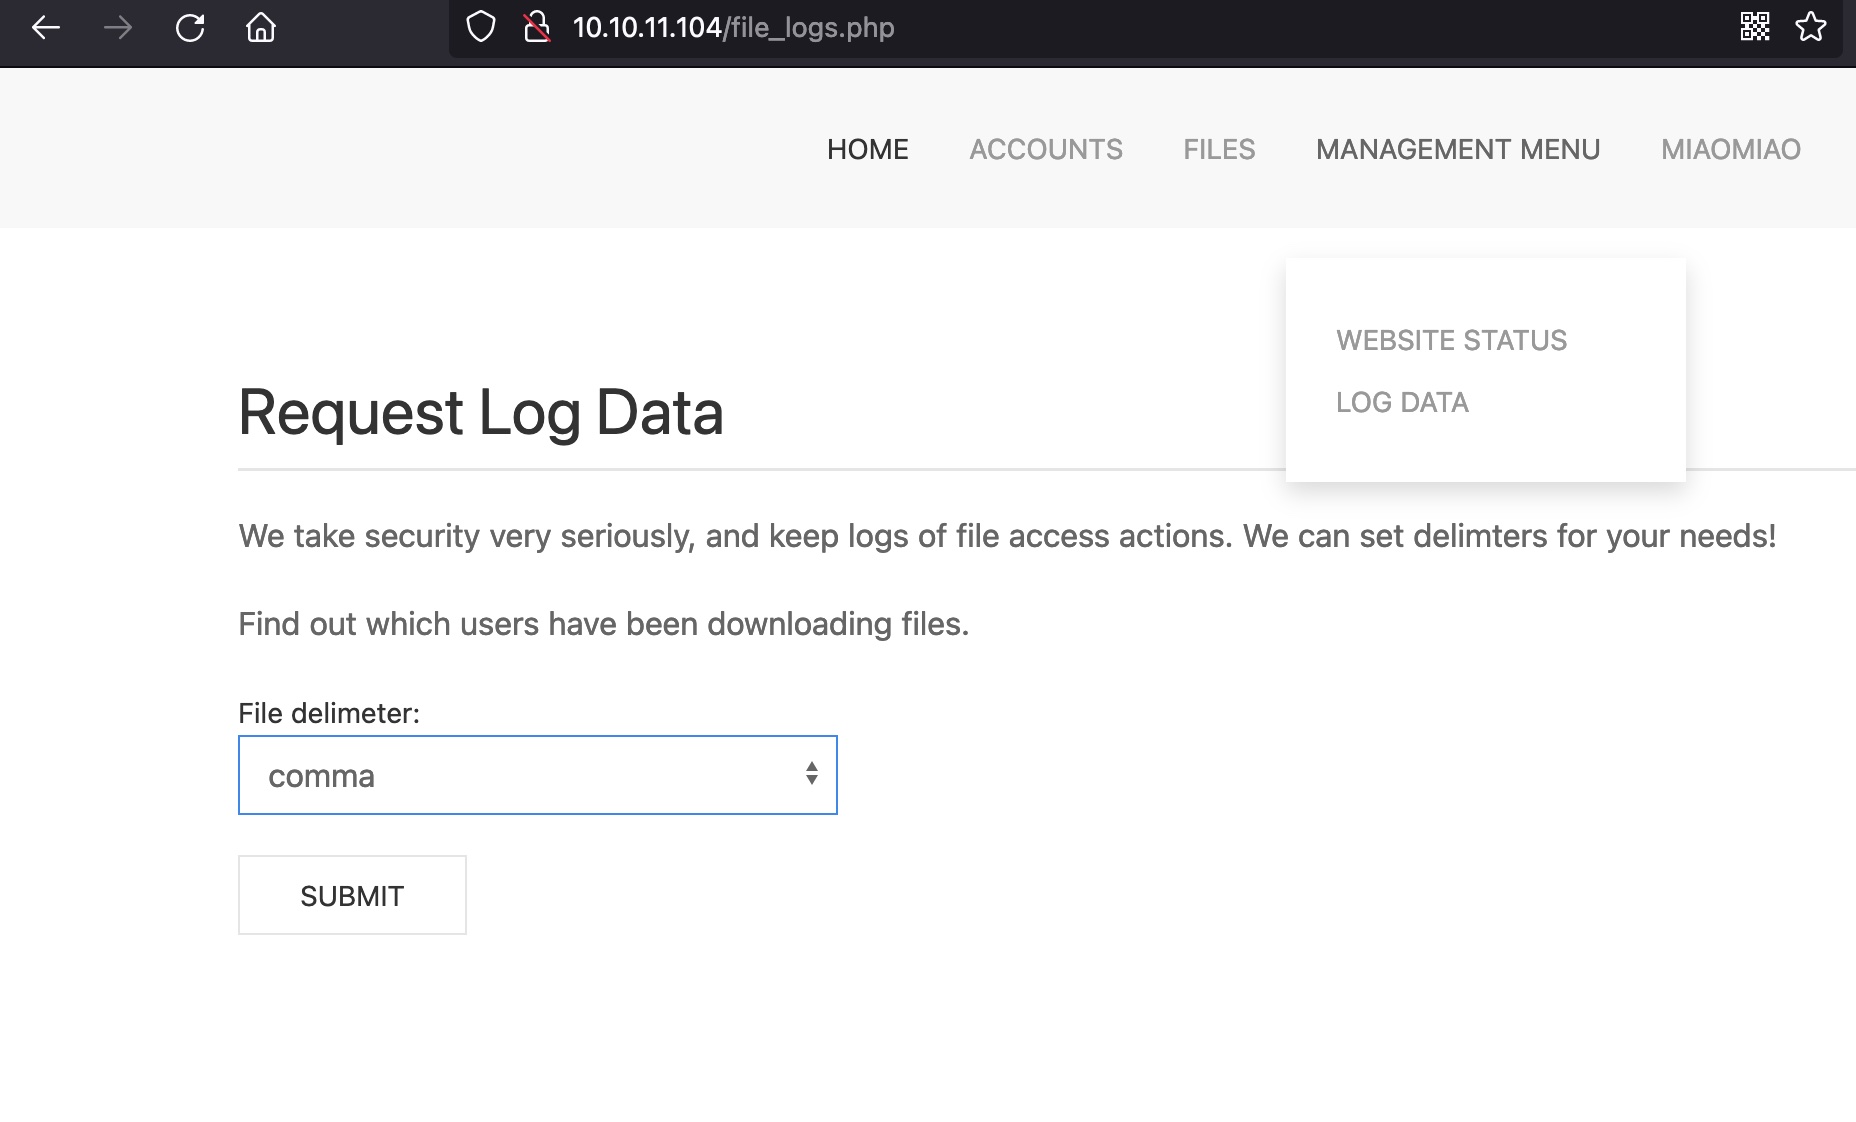 10.10.11.104/file_logs.php
HOME ACCOUNTS FILES MANAGEMENT MENU MIAOMIAO
WEBSITE STATUS
LOG DATA
Request Log Data
We take security very seriously, and keep logs of file access actions. We can set delimters for your needs!
Find out which users have been downloading files.
File delimeter:
comma
SUBMIT